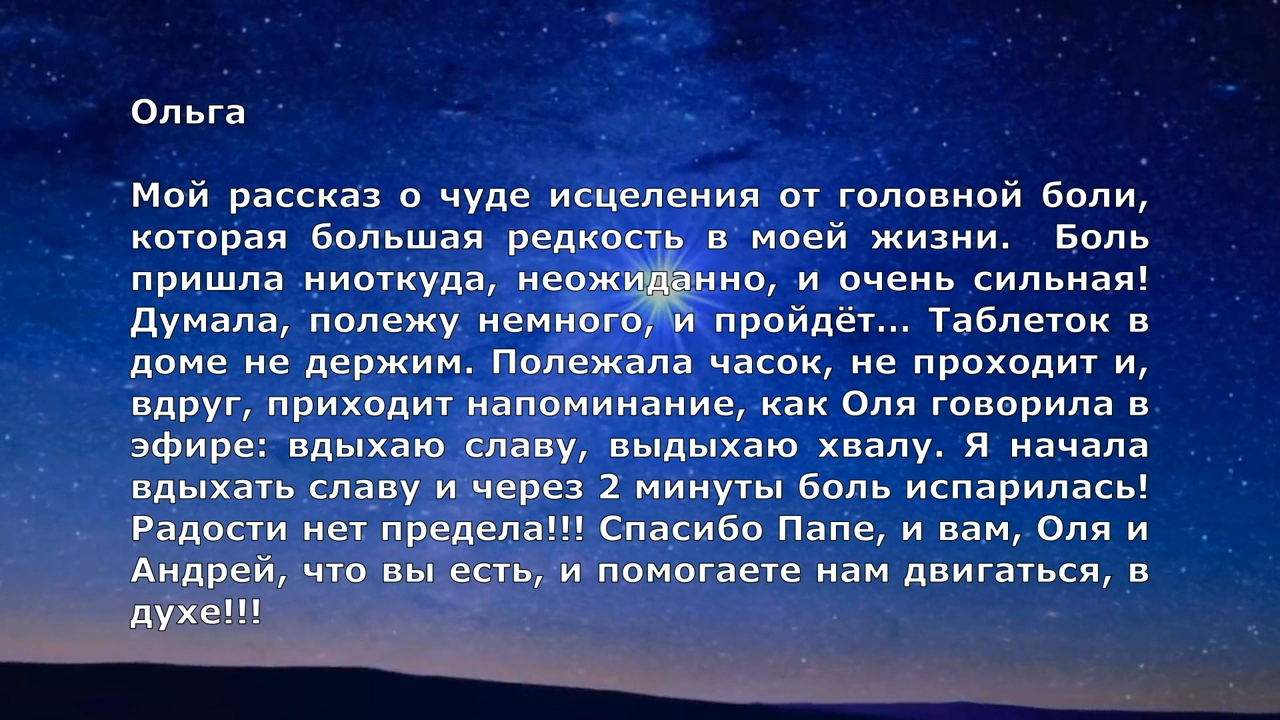 Ольга
Мой рассказ о чуде исцеления от головной боли,
которая большая редкость в моей жизни.  Боль
пришла ниоткуда, неожиданно, и очень сильная!
Думала, полежу немного, и пройдёт... Таблеток в
доме не держим. Полежала часок, не проходит и,
вдруг, приходит напоминание, как Оля говорила в
эфире: вдыхаю славу, выдыхаю хвалу. Я начала
вдыхать славу и через 2 минуты боль испарилась!
Радости нет предела!!! Спасибо Папе, и вам, Оля и
Андрей, что вы есть, и помогаете нам двигаться, в
духе!!!